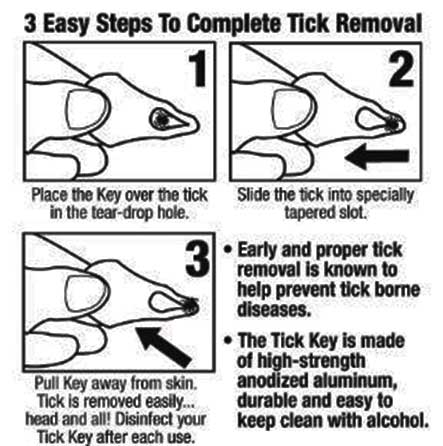 3 Easy Steps To Complete Tick Removal
1
2
Place the Key over the tick
in the tear-drop hole.
Slide the tick into specially
tapered slot.
3
Pull Key away from skin.
Tick is removed easily...
head and all! Disinfect your
Tick Key after each use.
• Early and proper tick
removal is known to
help prevent tick borne
diseases.
• The Tick Key is made
of high-strength
anodized aluminum,
durable and easy to
keep clean with alcohol.